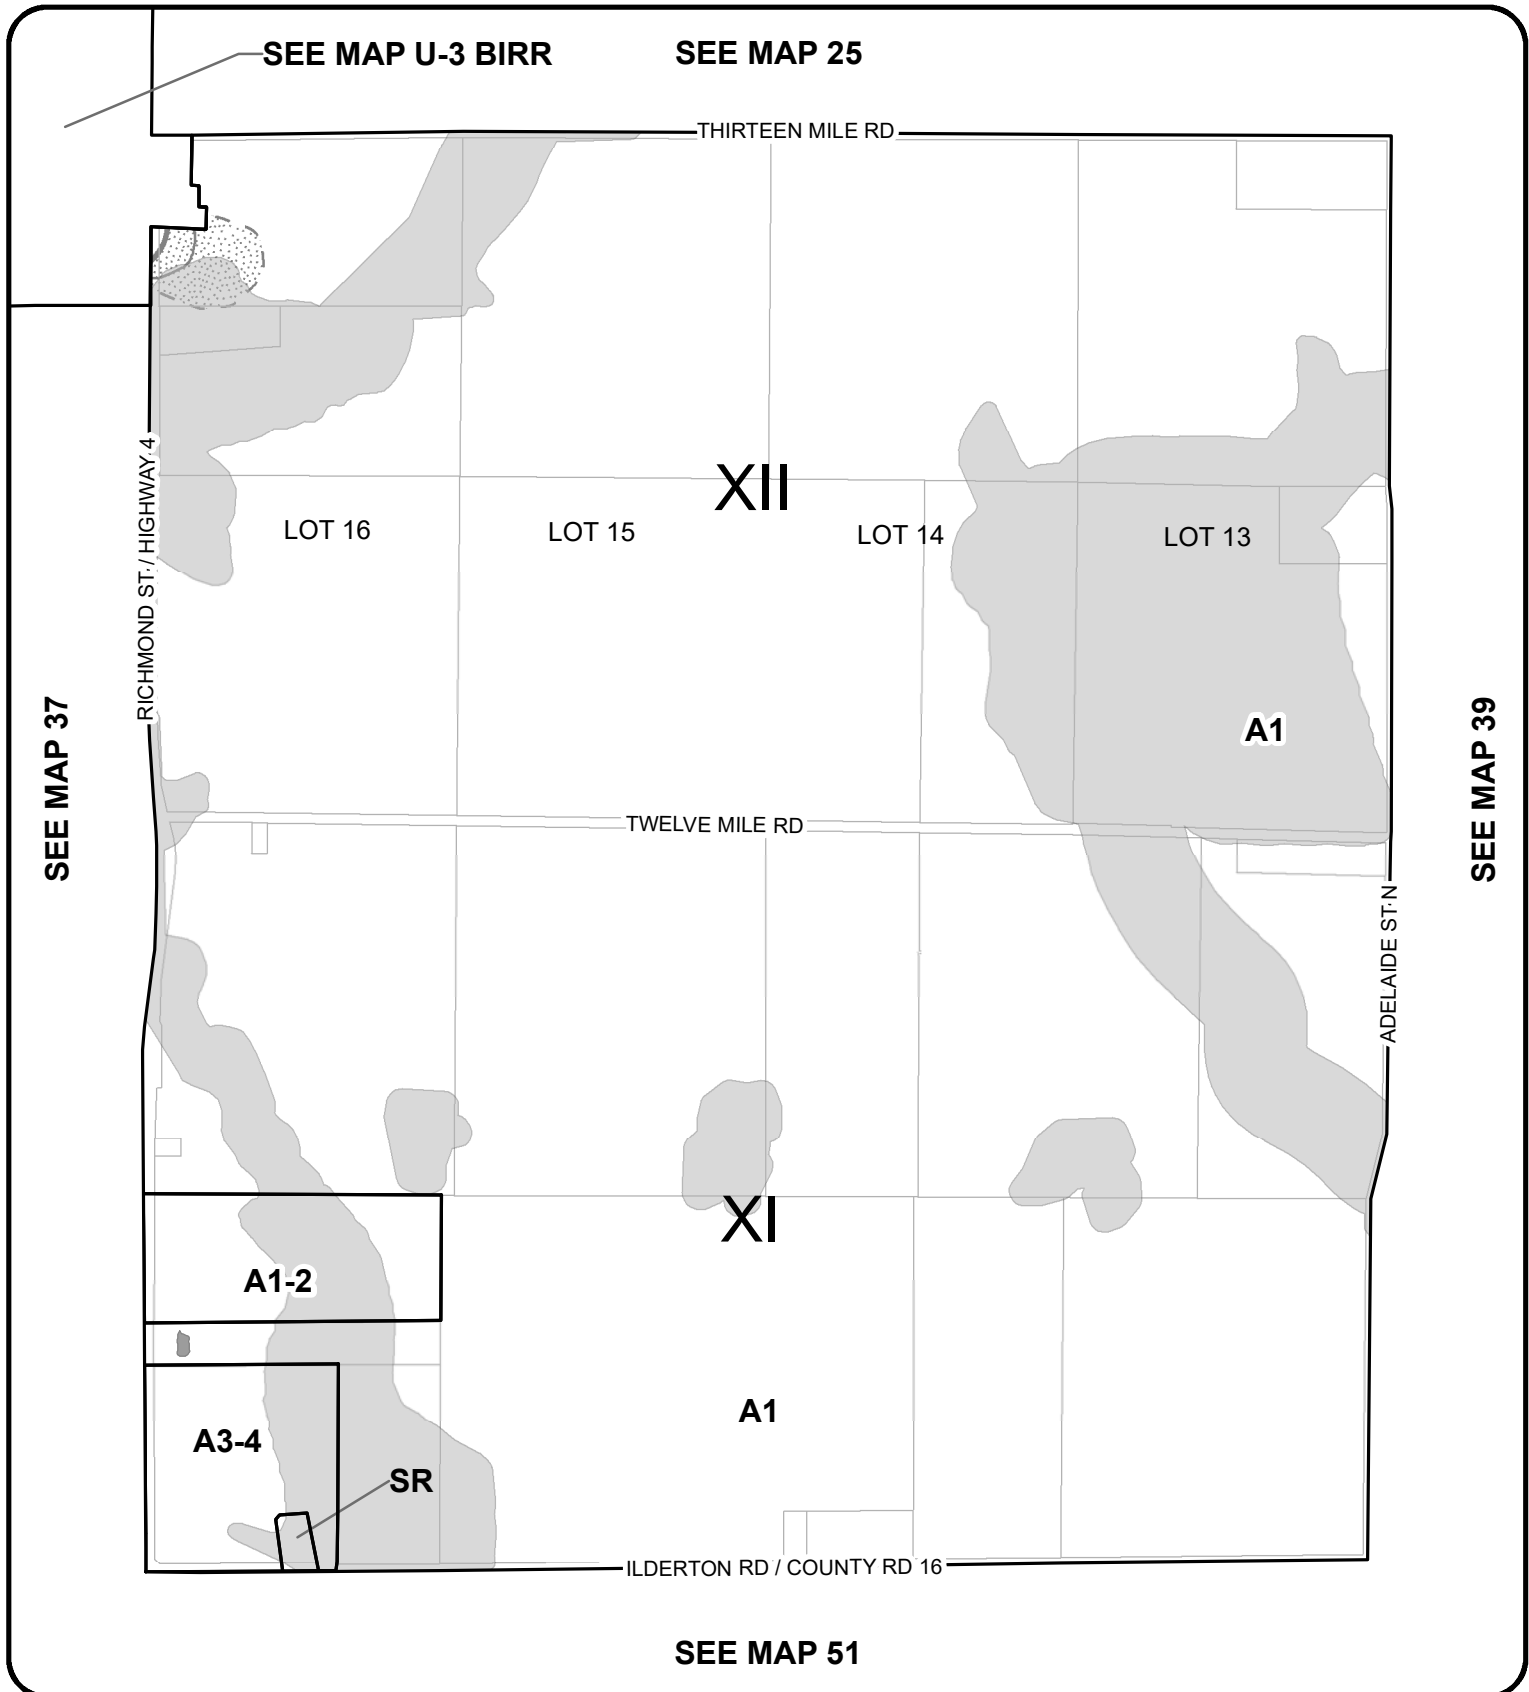 SEE MAP U-3 BIRR
SEE MAP 25
THIRTEEN MILE RD
RICHMOND ST / HIGHWAY 4
XII
LOT 16
LOT 15
LOT 14
LOT 13
SEE MAP 37
A1
SEE MAP 39
TWELVE MILE RD
ADELAIDE ST N
XI
A1-2
A1
A3-4
SR
ILDERTON RD / COUNTY RD 16
SEE MAP 51